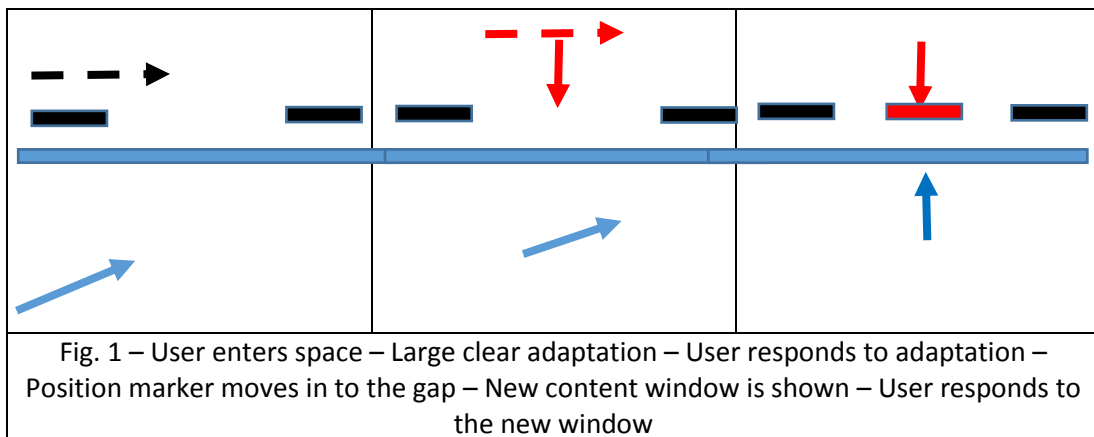 Fig. 1 – User enters space – Large clear adaptation – User responds to adaptation –
Position marker moves in to the gap – New content window is shown – User responds to
the new window